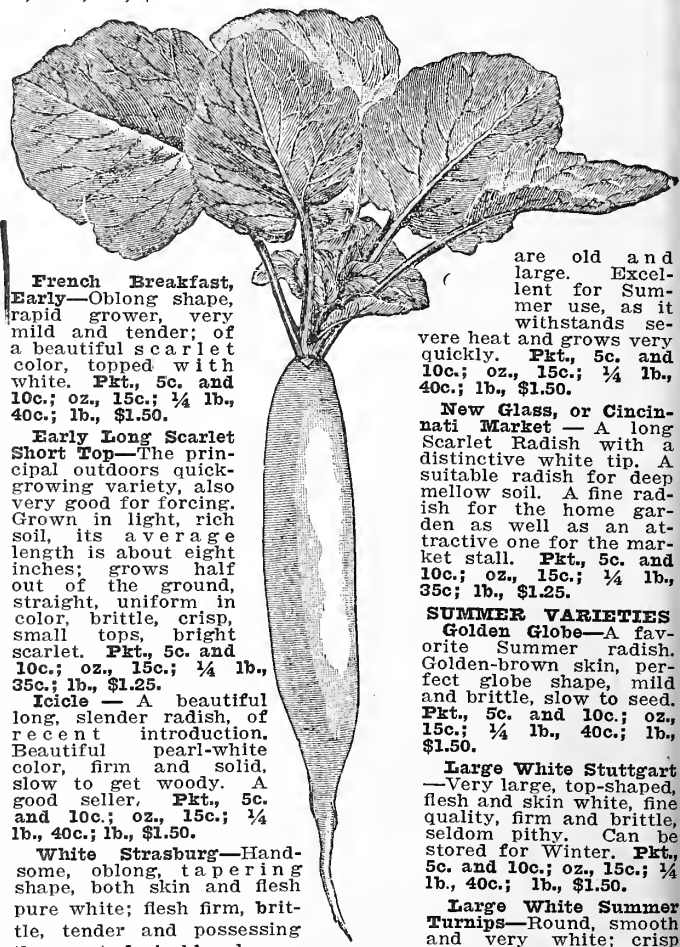 French Breakfast,
Early—Oblong shape,
rapid grower, very
mild and tender; of
a beautiful scarlet
color, topped with
white. Pkt., 5c. and
10c.; oz., 15c.; ¼ lb.,
40c.; lb., $1.50.
Early Long Scarlet
Short Top—The prin-
cipal outdoors quick-
growing variety, also
very good for forcing.
Grown in light, rich
soil, its average
length is about eight
inches; grows half
out of the ground,
straight, uniform in
color, brittle, crisp,
small tops, bright
scarlet. Pkt., 5c. and
10c.; oz., 15c.; ¼ lb.,
35c.; lb., $1.25.
Icicle — A beautiful
long, slender radish, of
recent introduction.
Beautiful pearl-white
color, firm and solid,
slow to get woody. A
good seller. Pkt., 5c.
and 10c.; oz., 15c.; ¼
lb., 40c.; lb., $1.50.
White Strasburg—Hand-
some, oblong, tapering
shape, both skin and flesh
pure white; flesh firm, brit-
tle, tender and possessing
are old and
large. Excel-
lent for Sum-
mer use, as it
withstands se-
vere heat and grows very
quickly. Pkt., 5c. and
10c.; oz., 15c.; ¼ lb.,
40c.; lb., $1.50.
New Glass, or Cincin-
nati Market — A long
Scarlet Radish with a
distinctive white tip. A
suitable radish for deep
mellow soil. A fine rad-
ish for the home gar-
den as well as an at-
tractive one for the mar-
ket stall. Pkt., 5c. and
10c.; oz., 15c.; ¼ lb.,
35c; lb., $1.25.
SUMMER VARIETIES
Golden Globe—A fav-
orite Summer radish.
Golden-brown skin, per-
fect globe shape, mild
and brittle, slow to seed.
Pkt., 5c. and 10c.; oz.,
15c.; ¼ lb., 40c.; lb.,
$1.50.
Large White Stuttgart
—Very large, top-shaped,
flesh and skin white, fine
quality, firm and brittle,
seldom pithy. Can be
stored for Winter. Pkt.,
5c. and 10c.; oz., 15c.; ¼
lb., 40c.; lb., $1.50.
Large White Summer
Turnips—Round, smooth
and very white; crisp